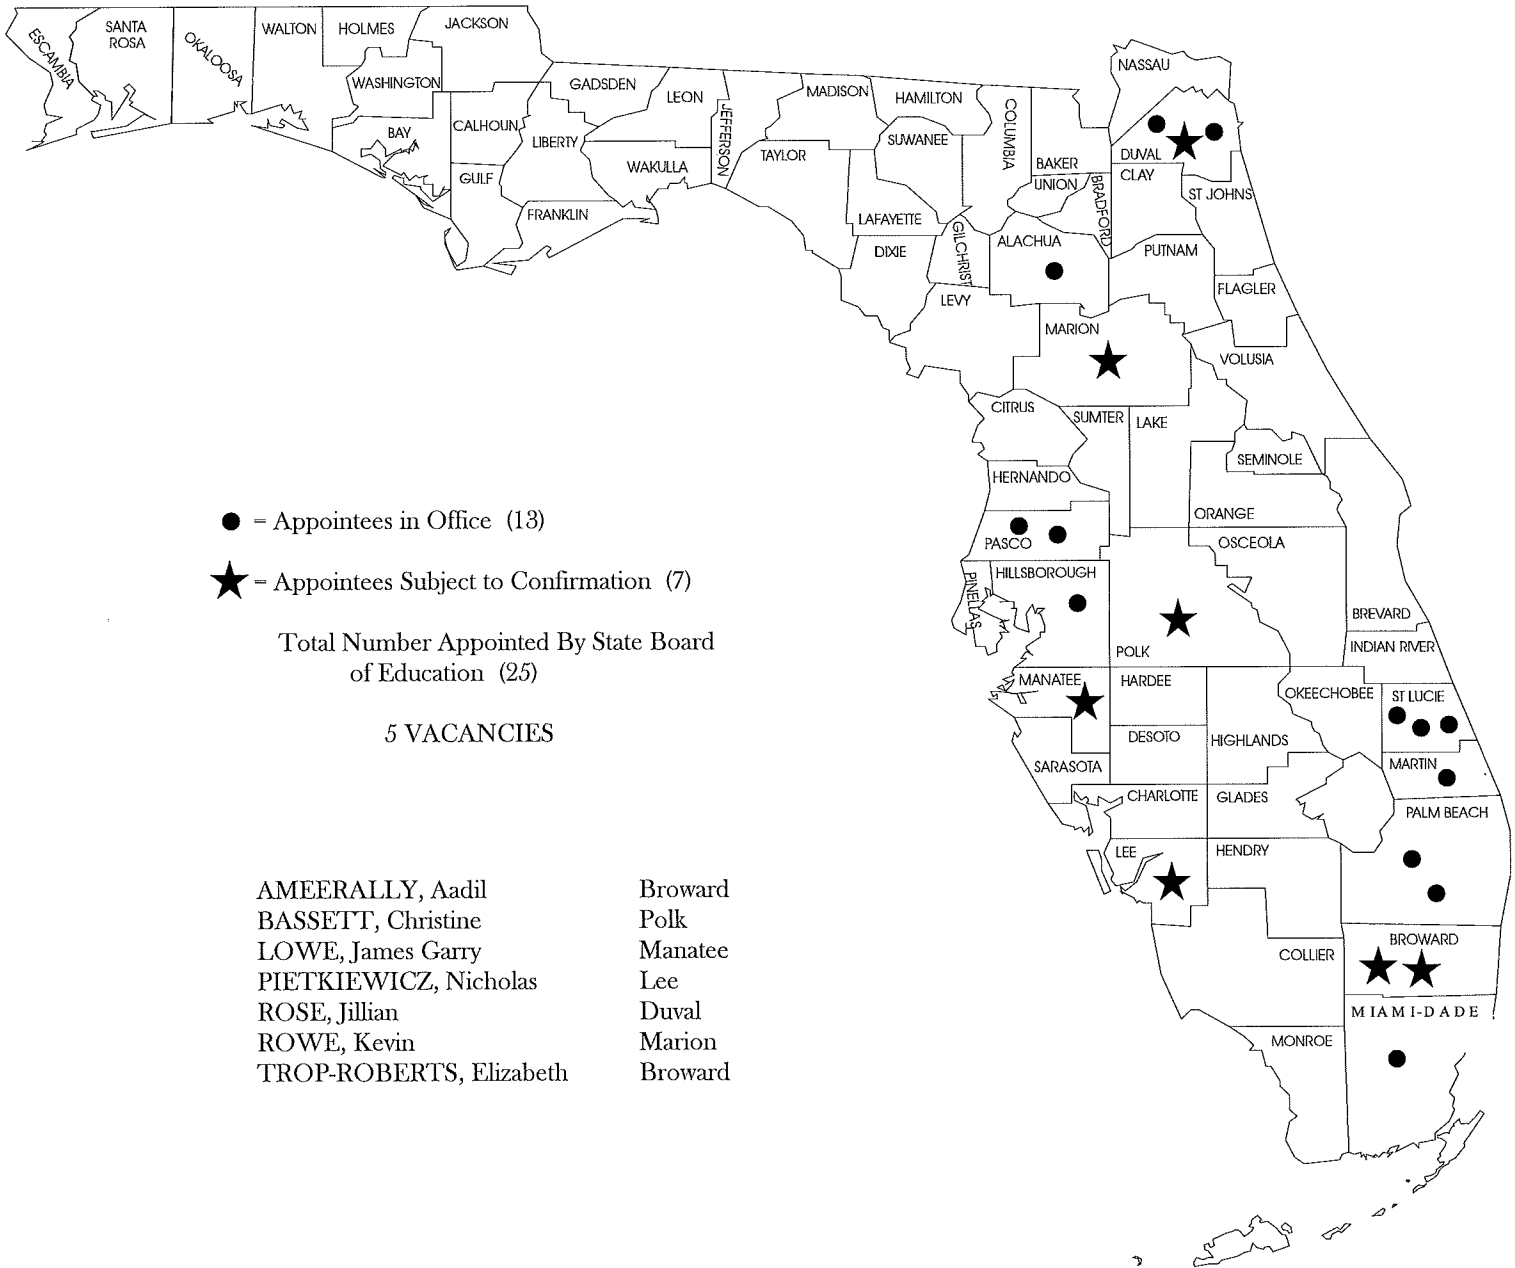 ESCAMBIA
SANTA
ROSA
OKALOOSA
WALTON
HOLMES
JACKSON
WASHINGTON
BAY
CALHOUN
GULF
GADSDEN
LIBERTY
FRANKLIN
LEON
WAKULLA
JEFFERSON
MADISON
TAYLOR
HAMILTON
SUWANEE
LAFAYETTE
DIXIE
COLUMBIA
GILCHRIST
BAKER
UNION
BRADFORD
NASSAU
DUVAL
CLAY
ST JOHNS
ALACHUA
PUTNAM
FLAGLER
LEVY
MARION
VOLUSIA
CITRUS
SUMTER
LAKE
SEMINOLE
HERNANDO
ORANGE
PASCO
OSCEOLA
PINELLAS
HILLSBOROUGH
POLK
BREVARD
INDIAN RIVER
MANATEE
HARDEE
OKEECHOBEE
ST LUCIE
DESOTO
HIGHLANDS
SARASOTA
MARTIN
CHARLOTTE
GLADES
PALM BEACH
LEE
HENDRY
BROWARD
COLLIER
MIAMI-DADE
MONROE
= Appointees in Office (13)
= Appointees Subject to Confirmation (7)
Total Number Appointed By State Board
of Education (25)
5 VACANCIES
AMEERALLY, Aadil Broward
BASSETT, Christine Polk
LOWE, James Garry Manatee
PIETKIEWICZ, Nicholas Lee
ROSE, Jillian Duval
ROWE, Kevin Marion
TROP-ROBERTS, Elizabeth Broward